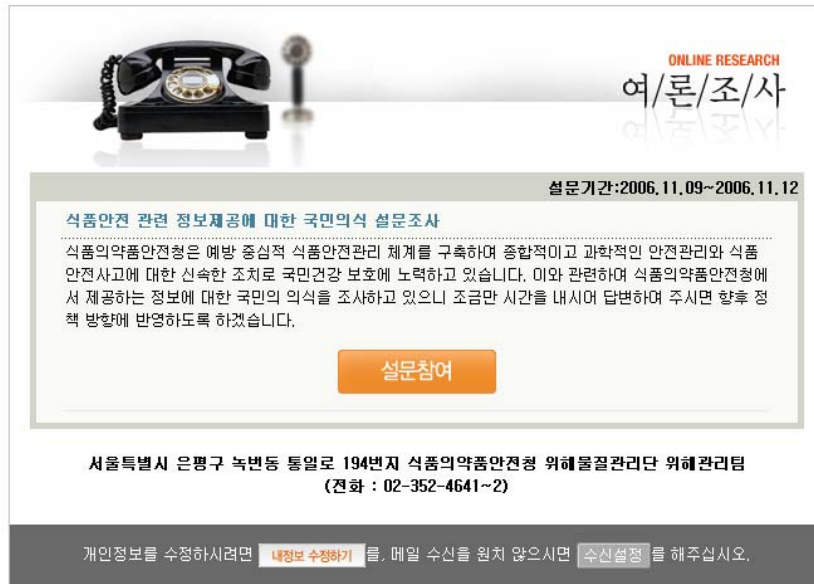 ONLINE RESEARCH
여/론/조/사
설문기간:2006.11.09~2006.11.12
식품안전 관련 정보제공에 대한 국민의식 설문조사
식품의약품안전청은 예방 중심적 식품안전관리 체계를 구축하며 종합적이고 과학적인 안전관리와 식품
안전사고에 대한 신속한 조치로 국민건강 보호에 노력하고 있습니다. 이와 관련하여 식품의약품안전청에
서 제공하는 정보에 대한 국민의 의식을 조사하고 있으니 조금만 시간을 내시어 답변하여 주시면 향후 정
책 방향에 반영하도록 하겠습니다.
설문참여
서울특별시 은평구 녹번동 통일로 194번지 식품의약품안전청 위해물질관리단 위해관리팀
(전화 : 02-352-4641~2)
개인정보를 수정하시려면 내정보 수정하기 를, 메일 수신을 원치 않으시면 수신설정 를 해주십시오.